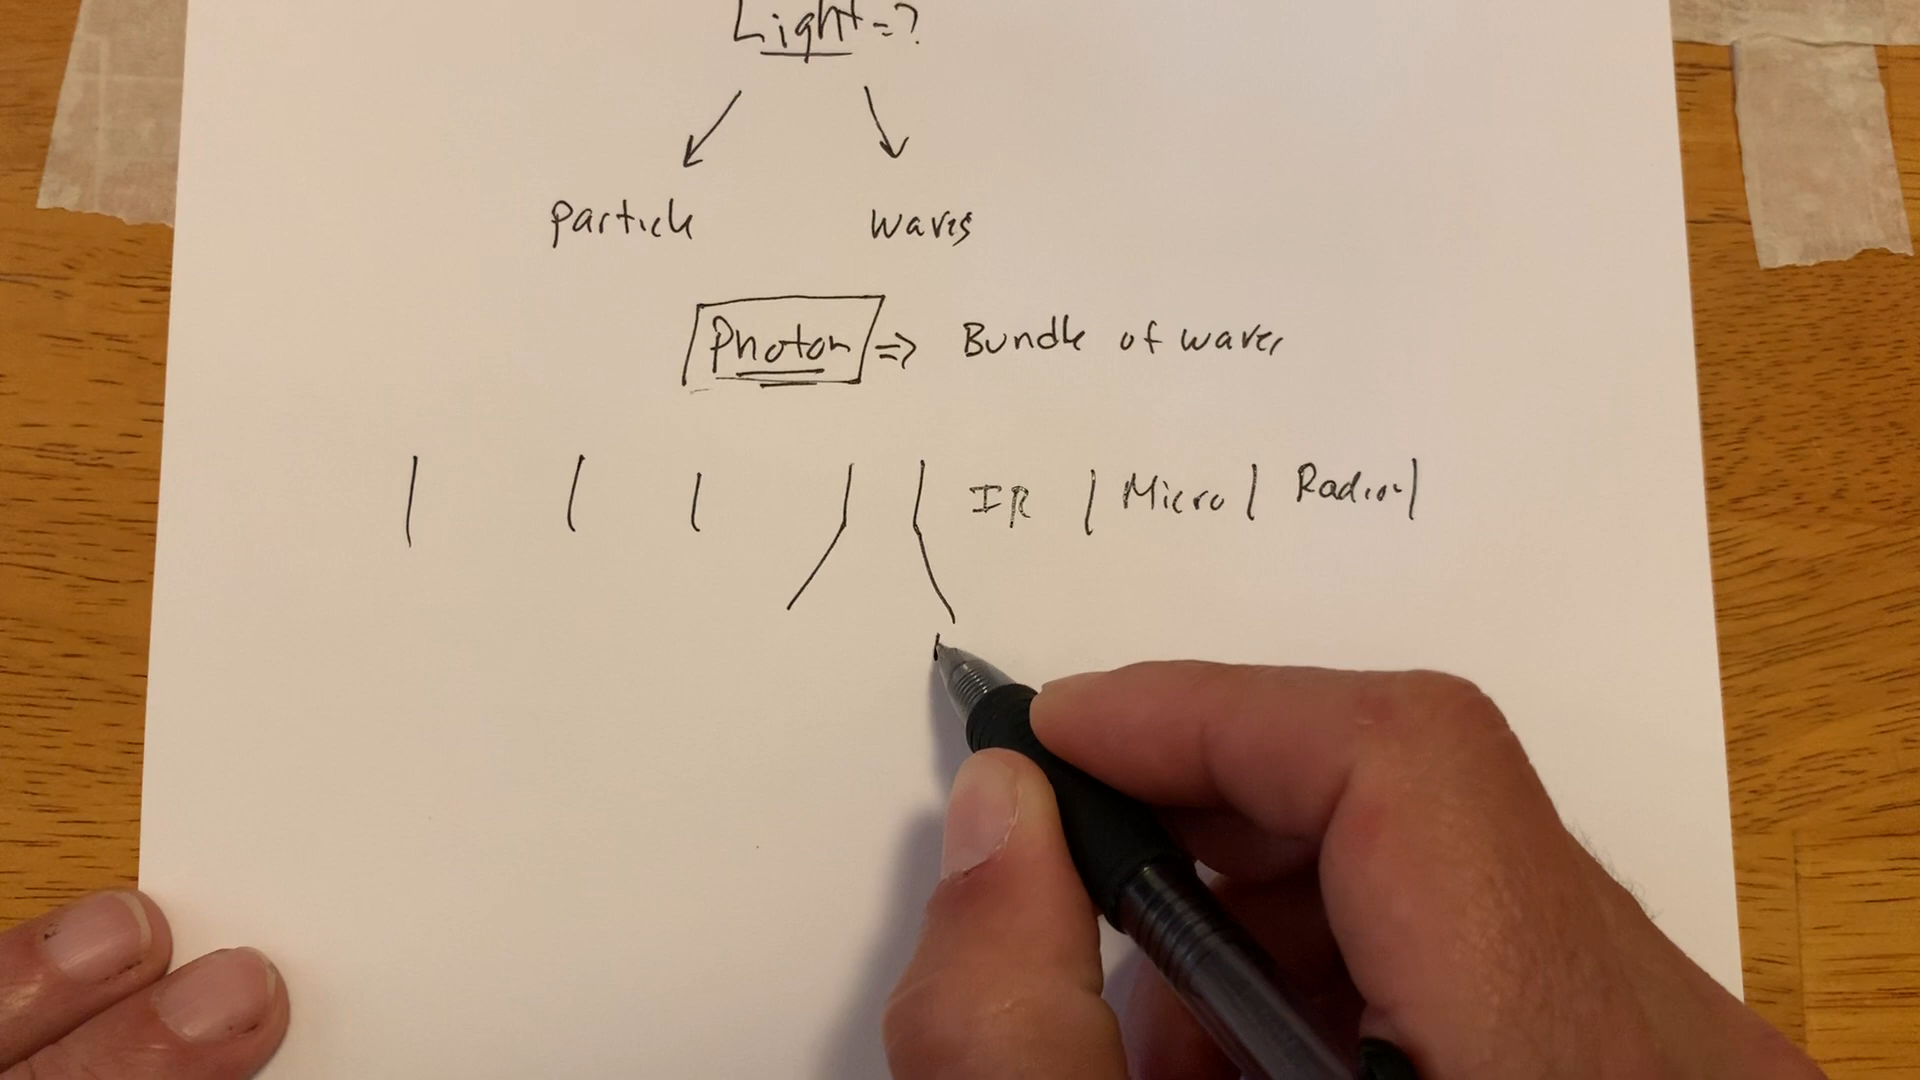 Light = ?
particle waves
Photon => Bundle of waves
| | | | | IR | Micro | Radio |